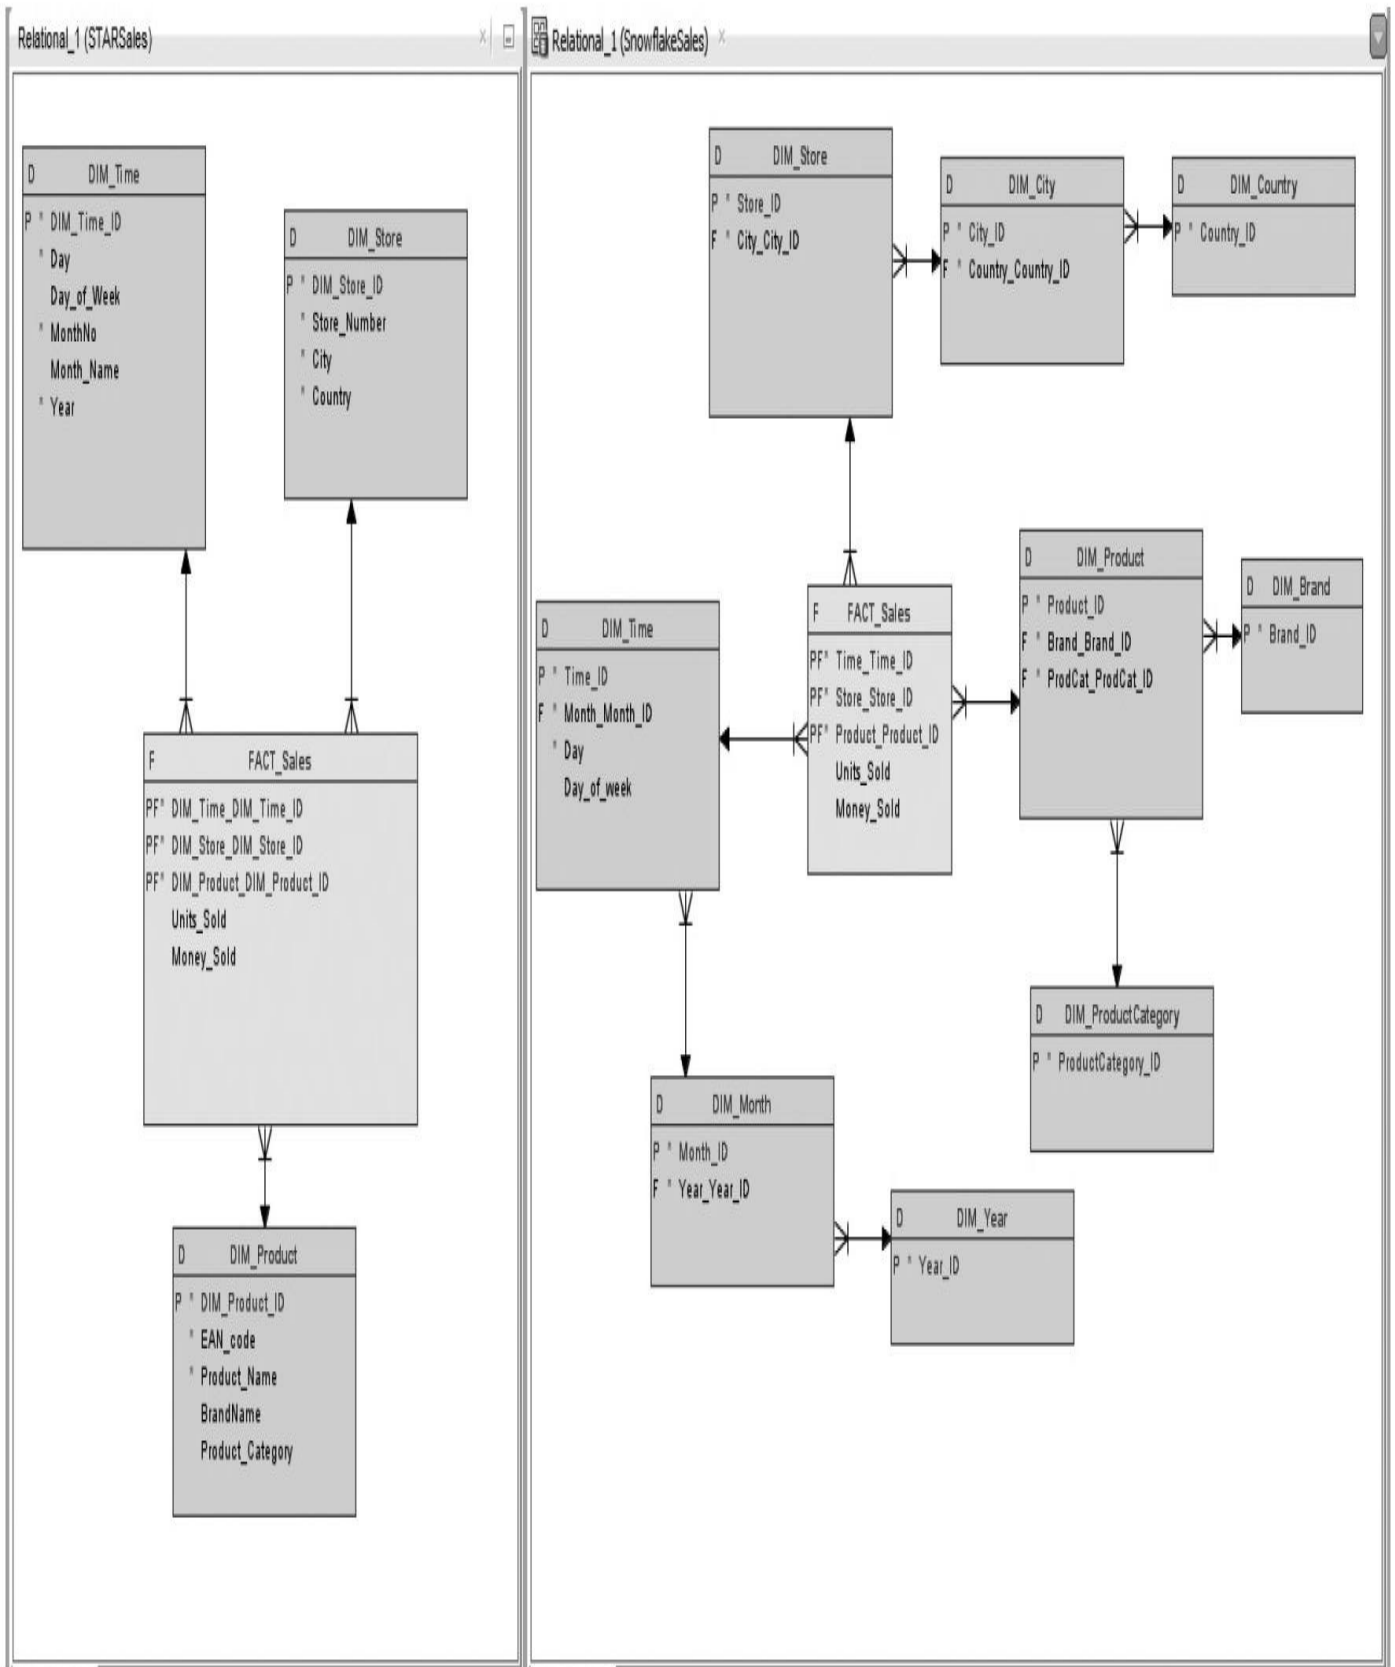 Relational_1 (STARSales)
D DIM_Time
P * DIM_Time_ID
* Day
Day_of_Week
* MonthNo
Month_Name
* Year
D DIM_Store
P * DIM_Store_ID
* Store_Number
* City
* Country
F FACT_Sales
PF* DIM_Time_DIM_Time_ID
PF* DIM_Store_DIM_Store_ID
PF* DIM_Product_DIM_Product_ID
Units_Sold
Money_Sold
D DIM_Product
P * DIM_Product_ID
* EAN_code
* Product_Name
BrandName
Product_Category
Relational_1 (SnowflakeSales)
D DIM_Store
P * Store_ID
F * City_City_ID
D DIM_City
P * City_ID
F * Country_Country_ID
D DIM_Country
P * Country_ID
D DIM_Time
P * Time_ID
F * Month_Month_ID
* Day
Day_of_week
F FACT_Sales
PF* Time_Time_ID
PF* Store_Store_ID
PF* Product_Product_ID
Units_Sold
Money_Sold
D DIM_Product
P * Product_ID
F * Brand_Brand_ID
F * ProdCat_ProdCat_ID
D DIM_Brand
P * Brand_ID
D DIM_ProductCategory
P * ProductCategory_ID
D DIM_Month
P * Month_ID
F * Year_Year_ID
D DIM_Year
P * Year_ID